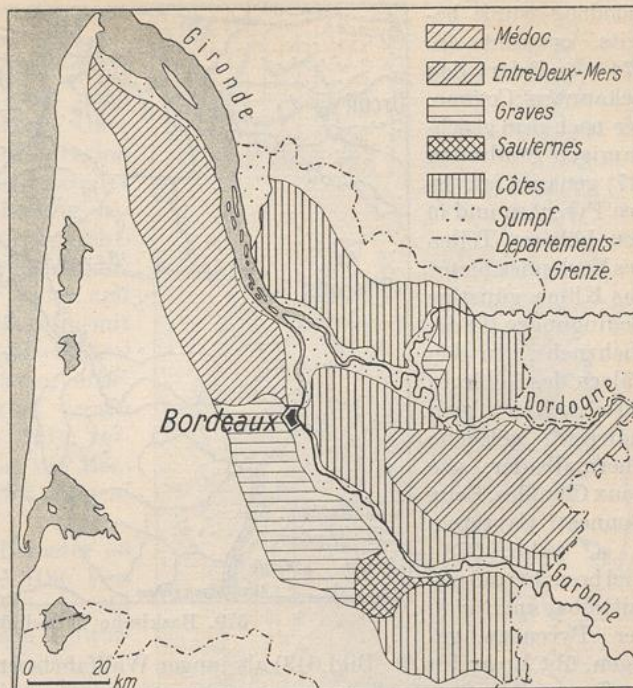 Gironde
Médoc
Entre-Deux-Mers
Graves
Sauternes
Côtes
Sumpf
Departements-
Grenze.
Bordeaux
Dordogne
Garonne
0 20
km